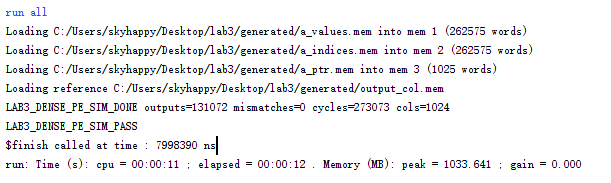 run all
Loading C:/Users/skyhappy/Desktop/lab3/generated/a_values.mem into mem 1 (262575 words)
Loading C:/Users/skyhappy/Desktop/lab3/generated/a_indices.mem into mem 2 (262575 words)
Loading C:/Users/skyhappy/Desktop/lab3/generated/a_ptr.mem into mem 3 (1025 words)
Loading reference C:/Users/skyhappy/Desktop/lab3/generated/output_col.mem
LAB3_DENSE_PE_SIM_DONE outputs=131072 mismatches=0 cycles=273073 cols=1024
LAB3_DENSE_PE_SIM_PASS
$finish called at time : 7998390 ns
run: Time (s): cpu = 00:00:11 ; elapsed = 00:00:12 . Memory (MB): peak = 1033.641 ; gain = 0.000